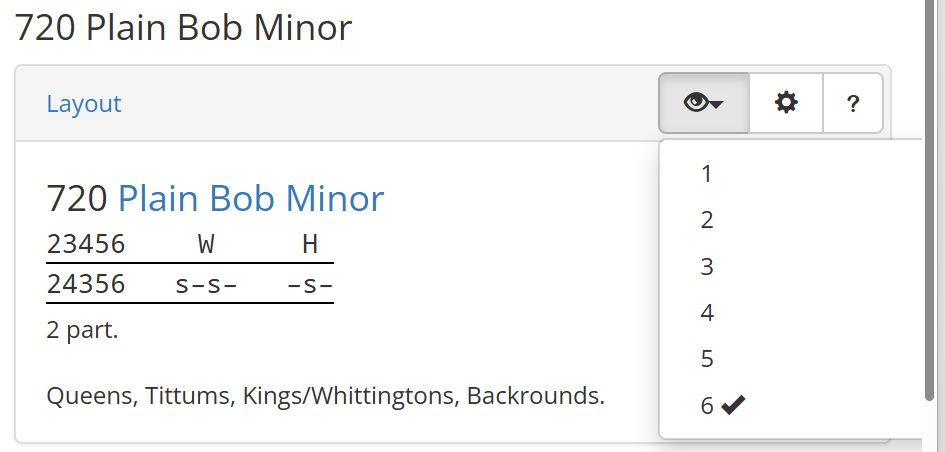 720 Plain Bob Minor
Layout
?
720 Plain Bob Minor
23456 W H
24356 s-s- -s-
2 part.
Queens, Tittums, Kings/Whittingtons, Backrounds.
1
2
3
4
5
6